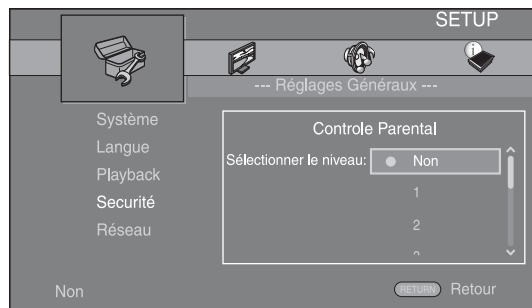 SETUP
--- Réglages Généraux ---
Système
Langue
Playback
Securité
Réseau
Controle Parental
Sélectionner le niveau:
Non
1
2
Non
RETURN Retour